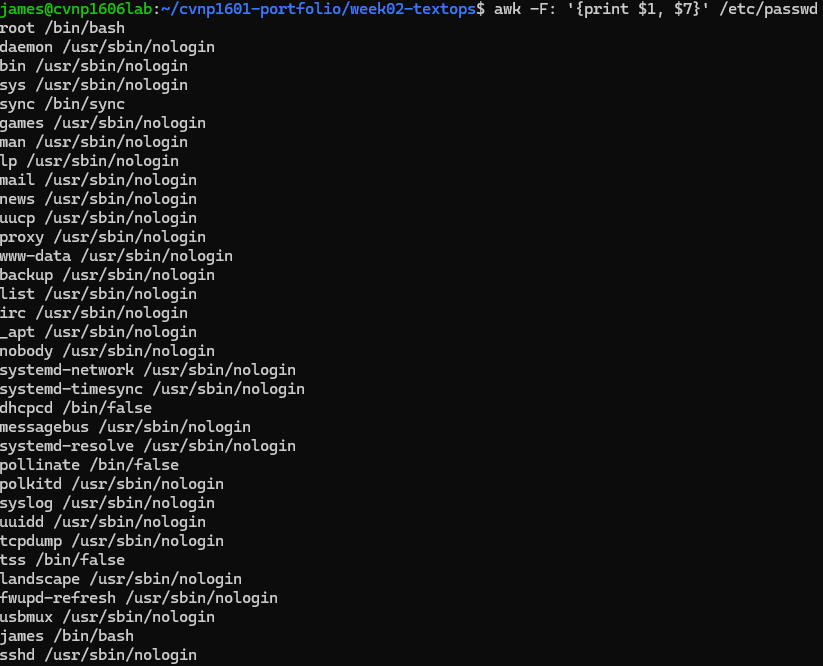 james@cvnp1606lab:~/cvnp1601-portfolio/week02-textops$ awk -F: '{print $1, $7}' /etc/passwd
root /bin/bash
daemon /usr/sbin/nologin
bin /usr/sbin/nologin
sys /usr/sbin/nologin
sync /bin/sync
games /usr/sbin/nologin
man /usr/sbin/nologin
lp /usr/sbin/nologin
mail /usr/sbin/nologin
news /usr/sbin/nologin
uucp /usr/sbin/nologin
proxy /usr/sbin/nologin
www-data /usr/sbin/nologin
backup /usr/sbin/nologin
list /usr/sbin/nologin
irc /usr/sbin/nologin
_apt /usr/sbin/nologin
nobody /usr/sbin/nologin
systemd-network /usr/sbin/nologin
systemd-timesync /usr/sbin/nologin
dhcpcd /bin/false
messagebus /usr/sbin/nologin
systemd-resolve /usr/sbin/nologin
pollinate /bin/false
polkitd /usr/sbin/nologin
syslog /usr/sbin/nologin
uuidd /usr/sbin/nologin
tcpdump /usr/sbin/nologin
tss /bin/false
landscape /usr/sbin/nologin
fwupd-refresh /usr/sbin/nologin
usbmux /usr/sbin/nologin
james /bin/bash
sshd /usr/sbin/nologin